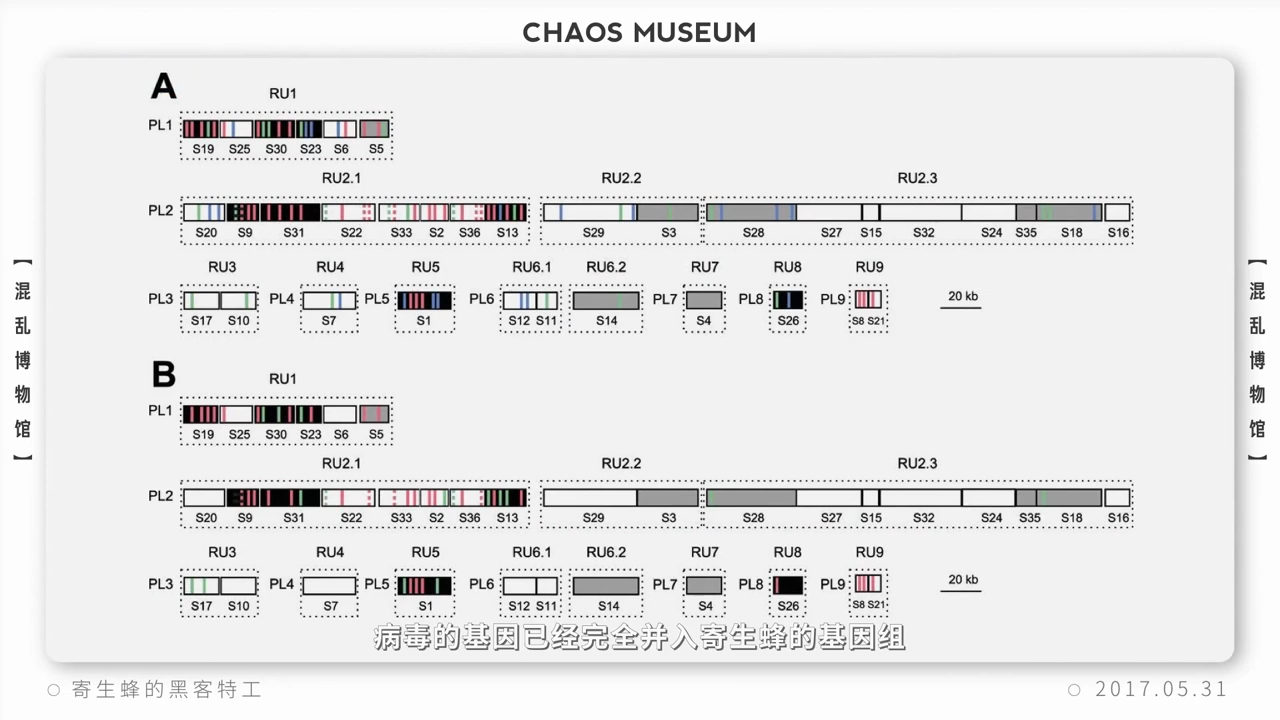 CHAOS MUSEUM
A
RU1
PL1
S19 S25 S30 S23 S6 S5
RU2.1 RU2.2 RU2.3
PL2
S20 S9 S31 S22 S33 S2 S36 S13 S29 S3 S28 S27 S15 S32 S24 S35 S18 S16
RU3 RU4 RU5 RU6.1 RU6.2 RU7 RU8 RU9
PL3 PL4 PL5 PL6 PL7 PL8 PL9 20 kb
S17 S10 S7 S1 S12 S11 S14 S4 S26 S8 S21
B
RU1
PL1
S19 S25 S30 S23 S6 S5
RU2.1 RU2.2 RU2.3
PL2
S20 S9 S31 S22 S33 S2 S36 S13 S29 S3 S28 S27 S15 S32 S24 S35 S18 S16
RU3 RU4 RU5 RU6.1 RU6.2 RU7 RU8 RU9
PL3 PL4 PL5 PL6 PL7 PL8 PL9 20 kb
S17 S10 S7 S1 S12 S11 S14 S4 S26 S8 S21
病毒的基因已经完全并入寄生蜂的基因组
【混乱博物馆】
【混乱博物馆】
寄生蜂的黑客特工
2017.05.31